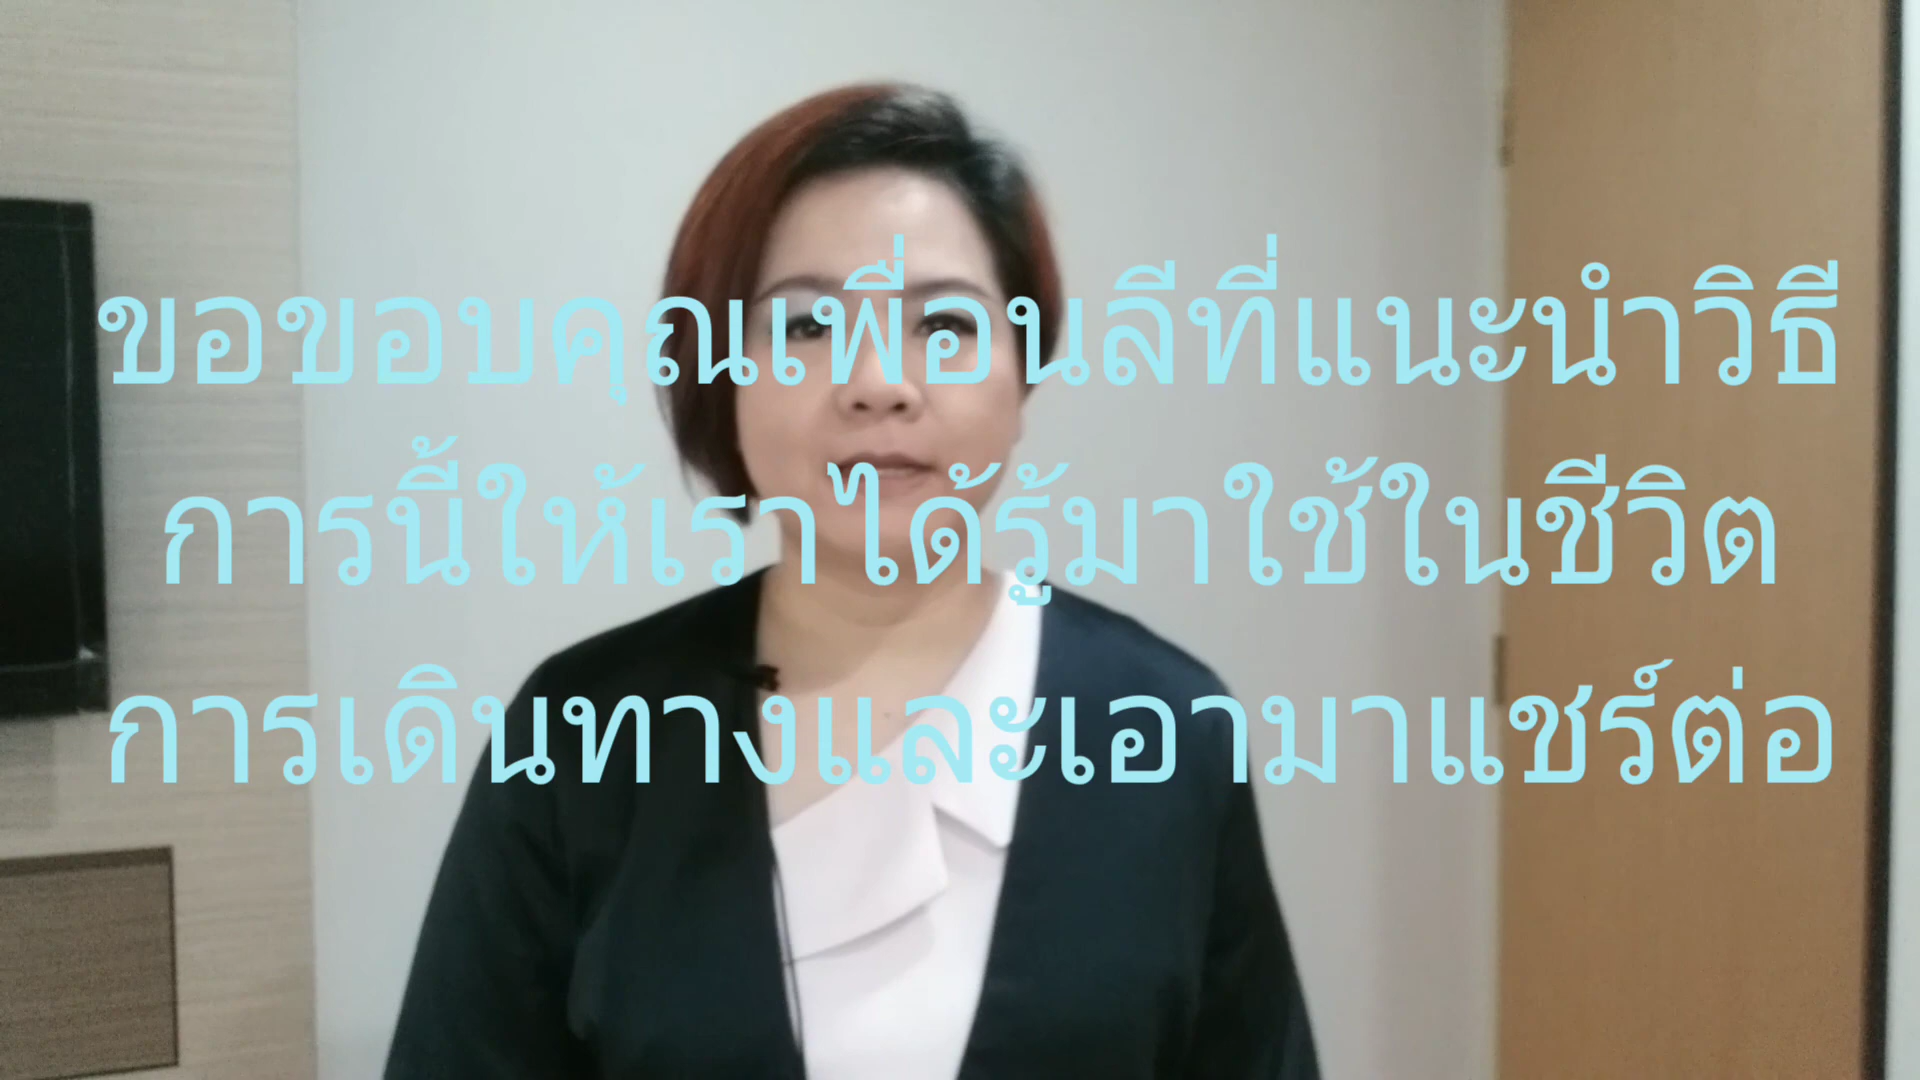 ขอขอบคุณเพื่อนลีที่แนะนำวิธี
การนี้ให้เราได้รู้มาใช้ในชีวิต
การเดินทางและเอามาแชร์ต่อ